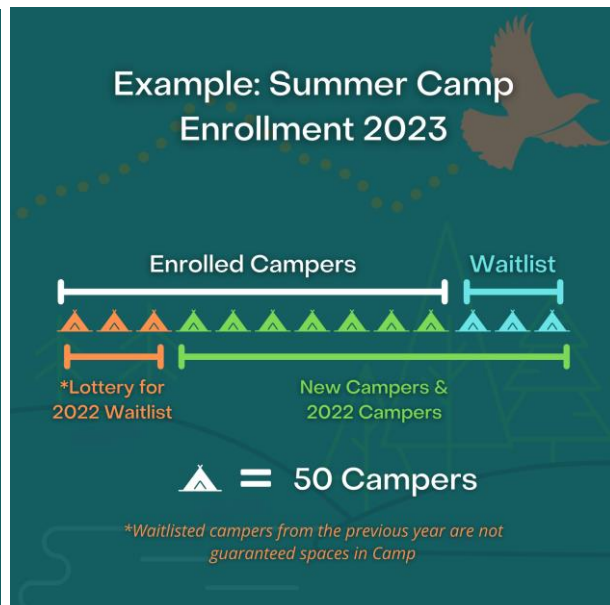 Example: Summer Camp
Enrollment 2023
Enrolled Campers
Waitlist
*Lottery for
2022 Waitlist
New Campers &
2022 Campers
= 50 Campers
*Waitlisted campers from the previous year are not
guaranteed spaces in Camp